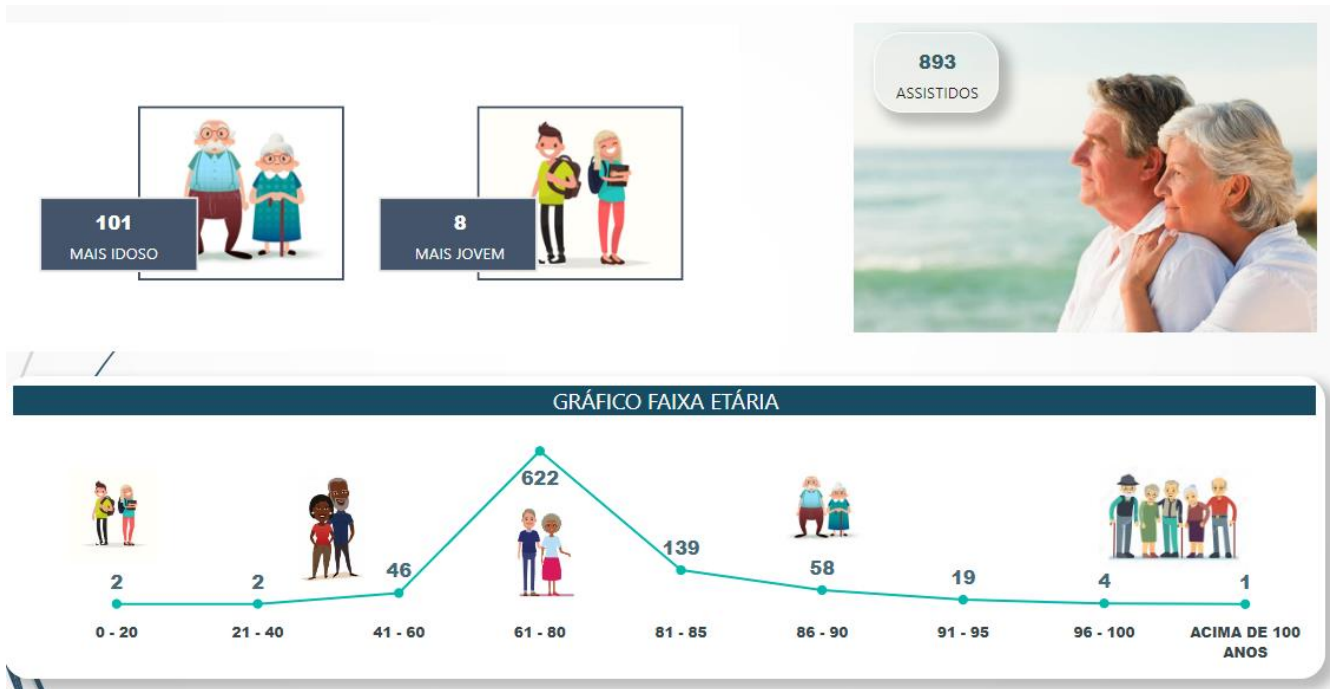 893
ASSISTIDOS
101
MAIS IDOSO
8
MAIS JOVEM
GRÁFICO FAIXA ETÁRIA
2
2
46
622
139
58
19
4
1
0 - 20
21 - 40
41 - 60
61 - 80
81 - 85
86 - 90
91 - 95
96 - 100
ACIMA DE 100
ANOS